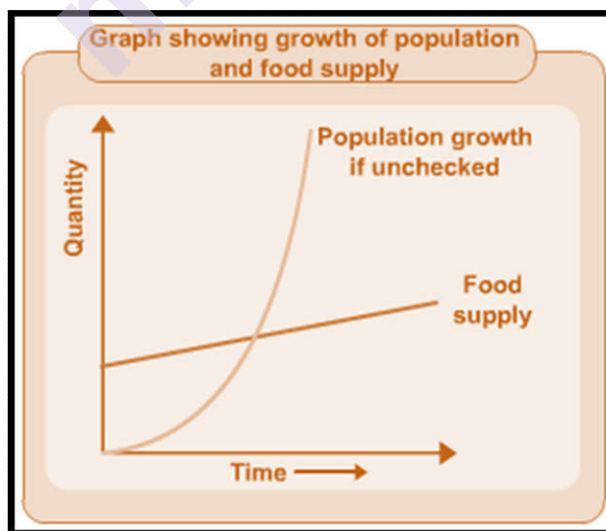 Graph showing growth of population
and food supply
Quantity
Population growth
if unchecked
Food
supply
Time